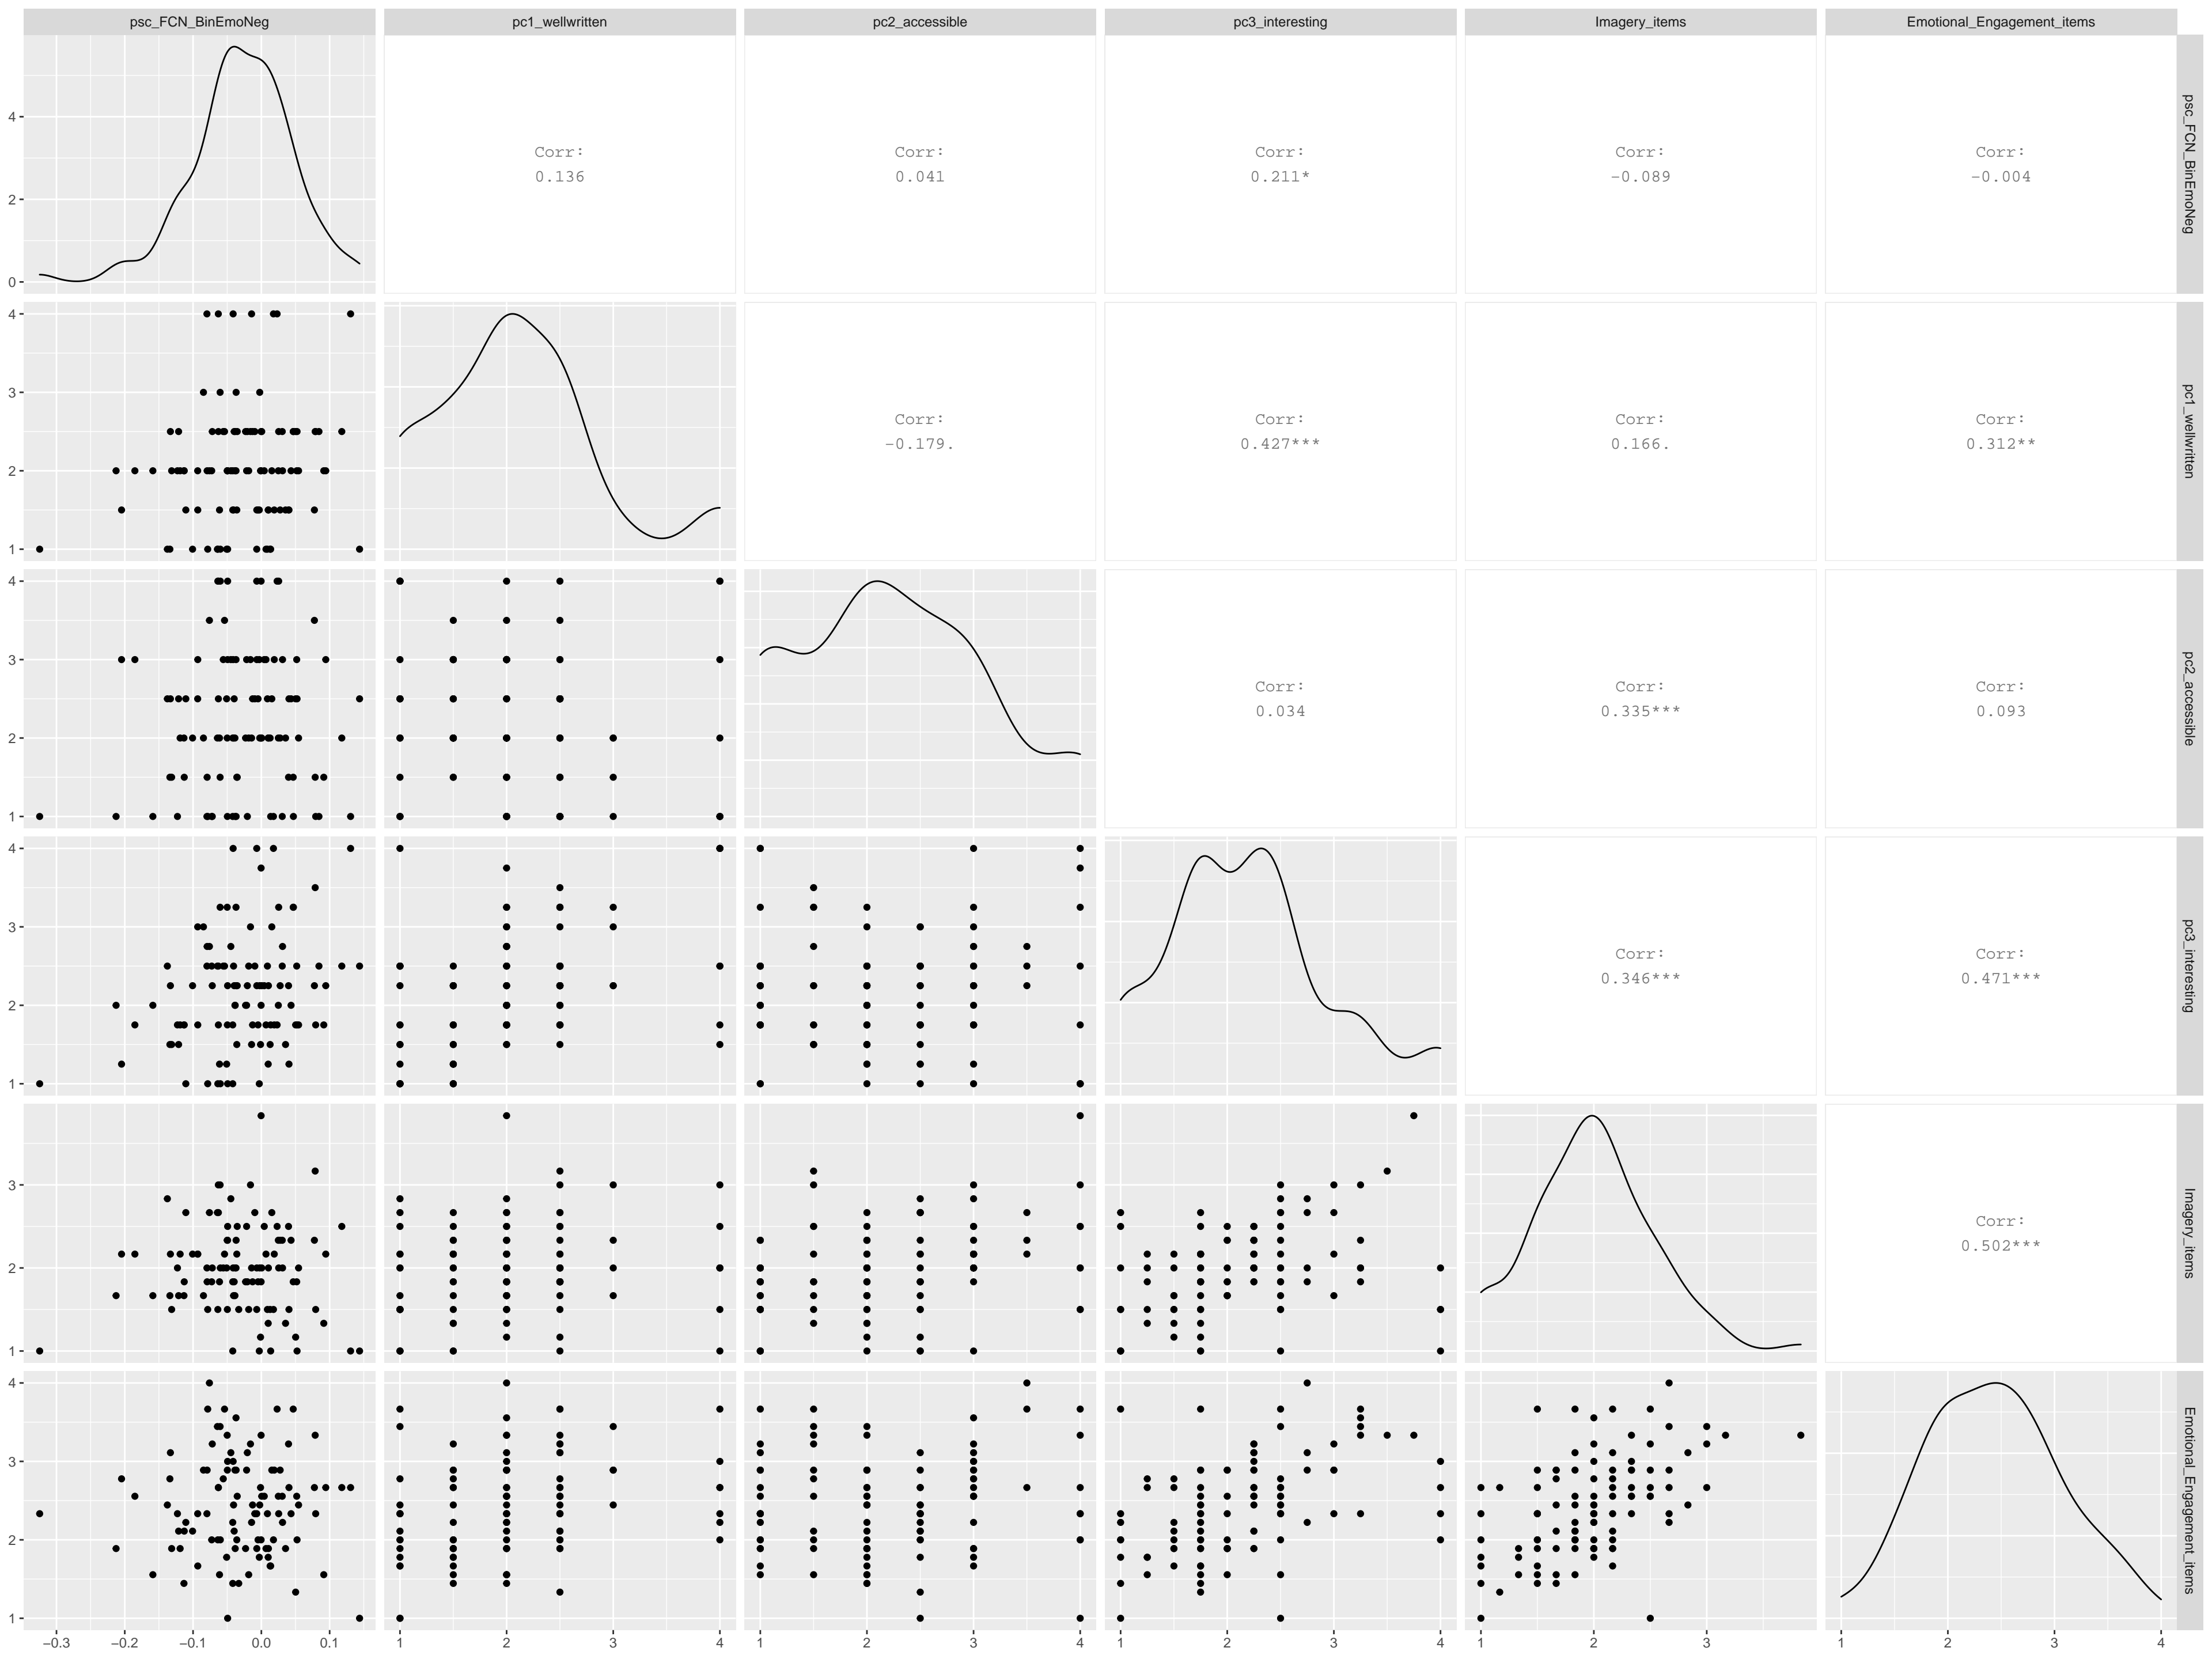 psc_FCN_BinEmoNeg
pc1_wellwritten
pc2_accessible
pc3_interesting
Imagery_items
Emotional_Engagement_items
4
2
0
Corr:
0.136
Corr:
0.041
Corr:
0.211*
Corr:
-0.089
Corr:
-0.004
psc_FCN_BinEmoNeg
4
3
2
1
Corr:
-0.179.
Corr:
0.427***
Corr:
0.166.
Corr:
0.312**
pc1_wellwritten
4
3
2
1
Corr:
0.034
Corr:
0.335***
Corr:
0.093
pc2_accessible
4
3
2
1
Corr:
0.346***
Corr:
0.471***
pc3_interesting
3
2
1
Corr:
0.502***
Imagery_items
4
3
2
1
Emotional_Engagement_items
−0.3 −0.2 −0.1 0.0 0.1
1 2 3 4
1 2 3 4
1 2 3 4
1 2 3
1 2 3 4